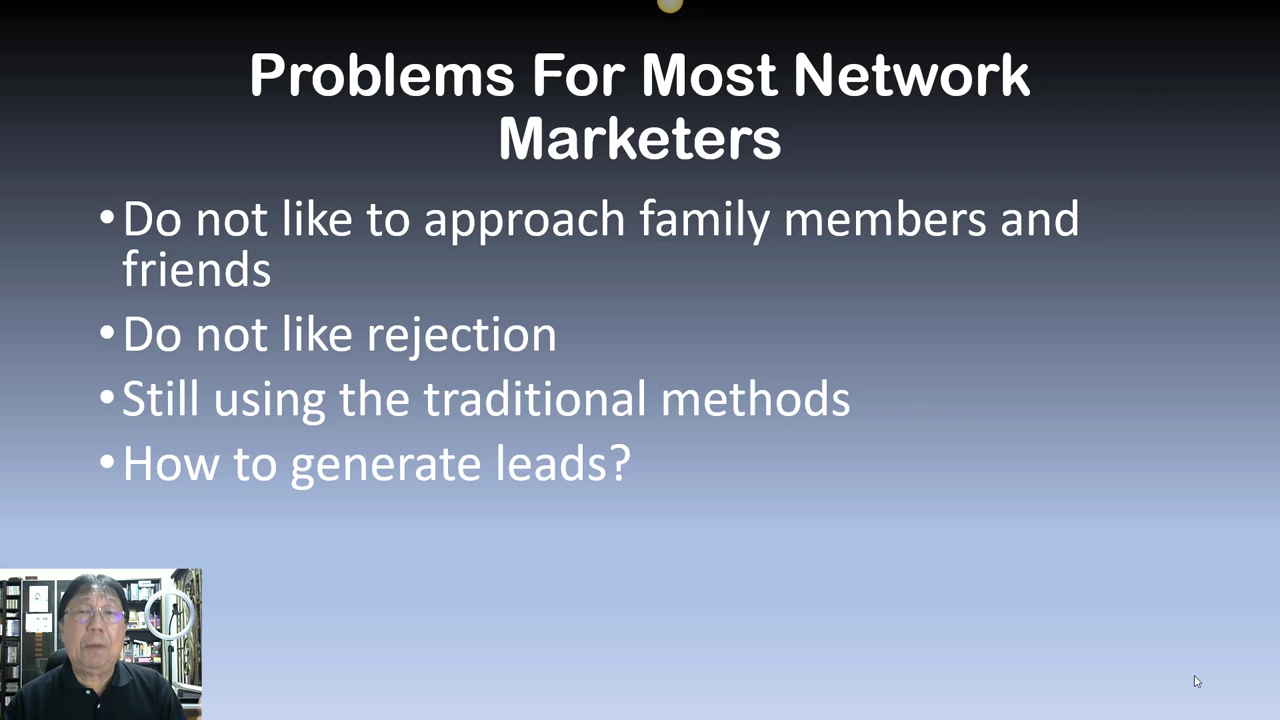 Problems For Most Network
Marketers
•Do not like to approach family members and
friends
•Do not like rejection
•Still using the traditional methods
•How to generate leads?